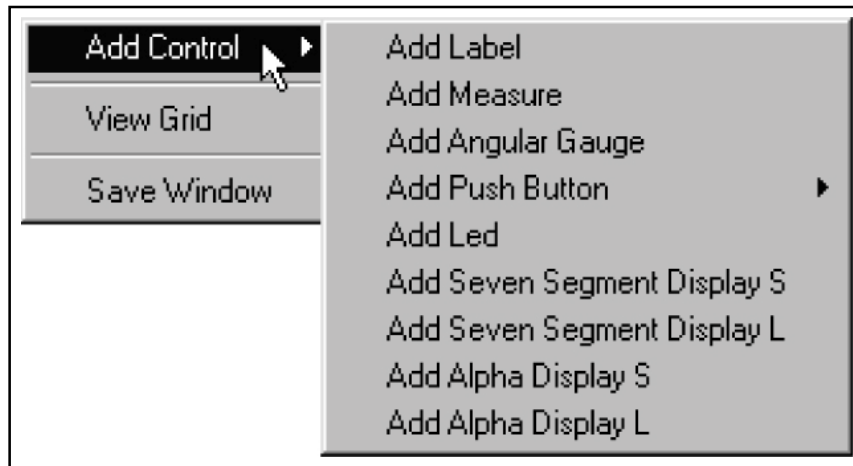 Add Control
View Grid
Save Window
Add Label
Add Measure
Add Angular Gauge
Add Push Button
Add Led
Add Seven Segment Display S
Add Seven Segment Display L
Add Alpha Display S
Add Alpha Display L